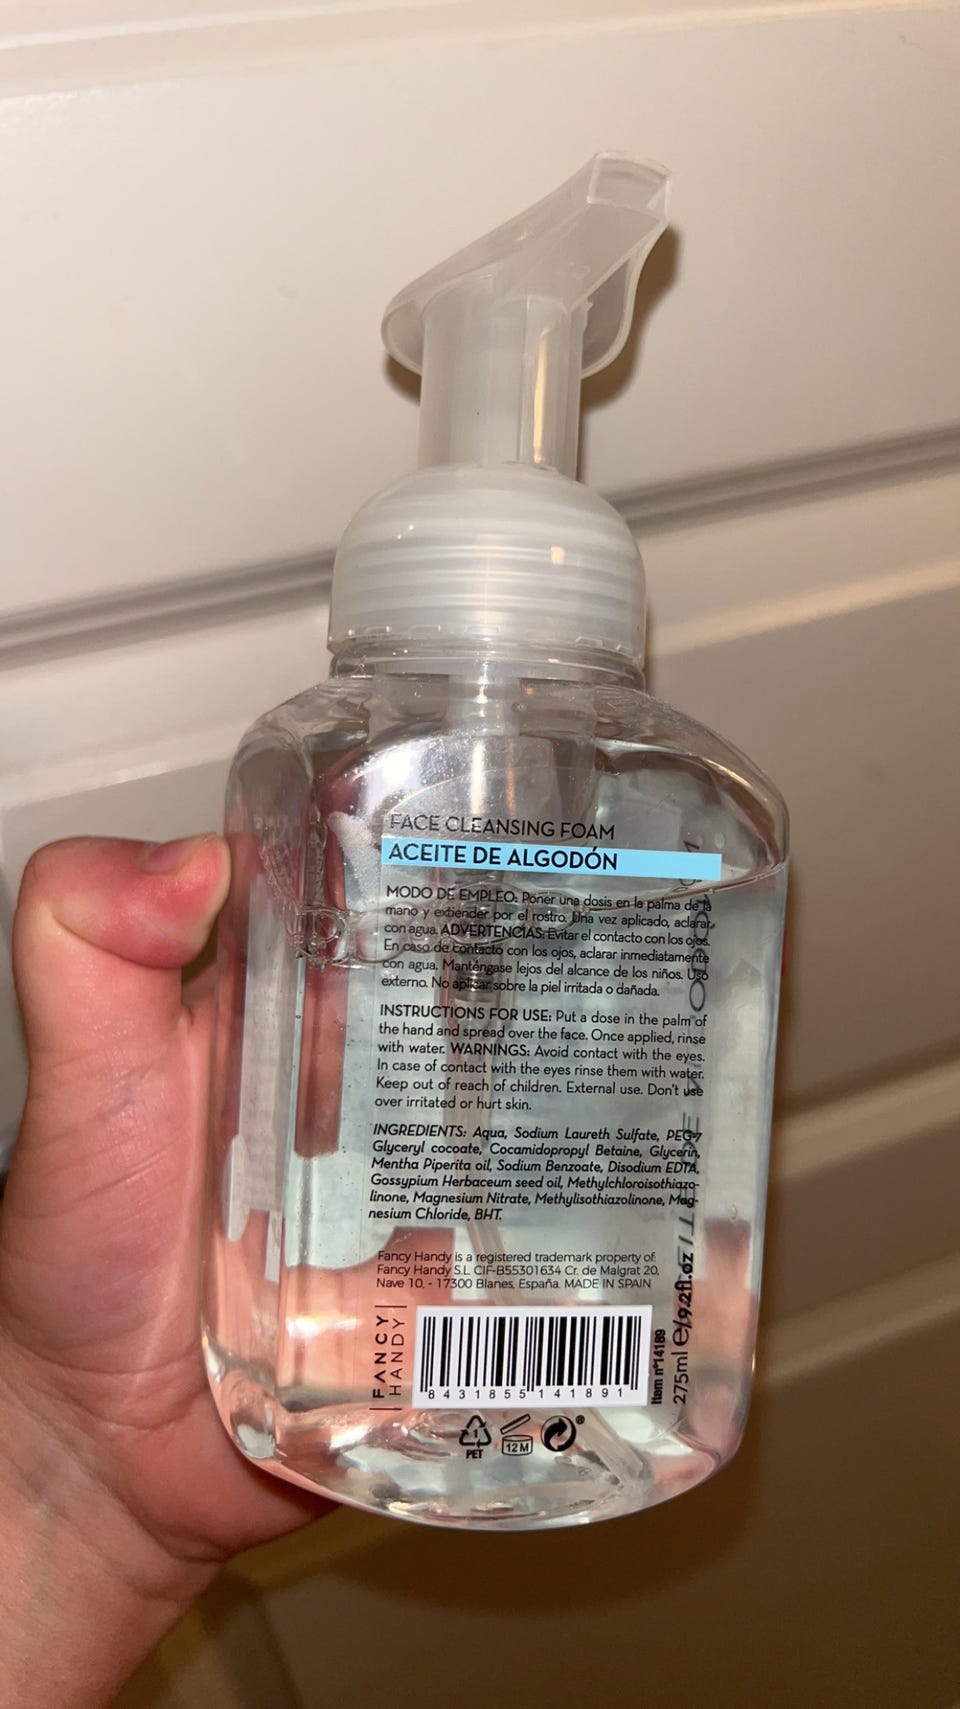 FACE CLEANSING FOAM
ACEITE DE ALGODÓN
MODO DE EMPLEO: Poner una dosis en la palma de la
mano y extender por el rostro. Una vez aplicado, aclarar
con agua. ADVERTENCIAS: Evitar el contacto con los ojos.
En caso de contacto con los ojos, aclarar inmediatamente
con agua. Manténgase lejos del alcance de los niños. Uso
externo. No aplicar sobre la piel irritada o dañada.
INSTRUCTIONS FOR USE: Put a dose in the palm of
the hand and spread over the face. Once applied, rinse
with water. WARNINGS: Avoid contact with the eyes.
In case of contact with the eyes rinse them with water.
Keep out of reach of children. External use. Don't use
over irritated or hurt skin.
INGREDIENTS: Aqua, Sodium Laureth Sulfate, PEG-7
Glyceryl cocoate, Cocamidopropyl Betaine, Glycerin,
Mentha Piperita oil, Sodium Benzoate, Disodium EDTA,
Gossypium Herbaceum seed oil, Methylchloroisothiazo-
linone, Magnesium Nitrate, Methylisothiazolinone, Mag-
nesium Chloride, BHT.
Fancy Handy is a registered trademark property of:
Fancy Handy S.L CIF-B55301634 Cr. de Malgrat 20,
Nave 10, - 17300 Blanes, España. MADE IN SPAIN
FANCY
HANDY
8 431855 141891
Item nº14189
275ml e/9.2fl.oz
1
PET
12 M
®